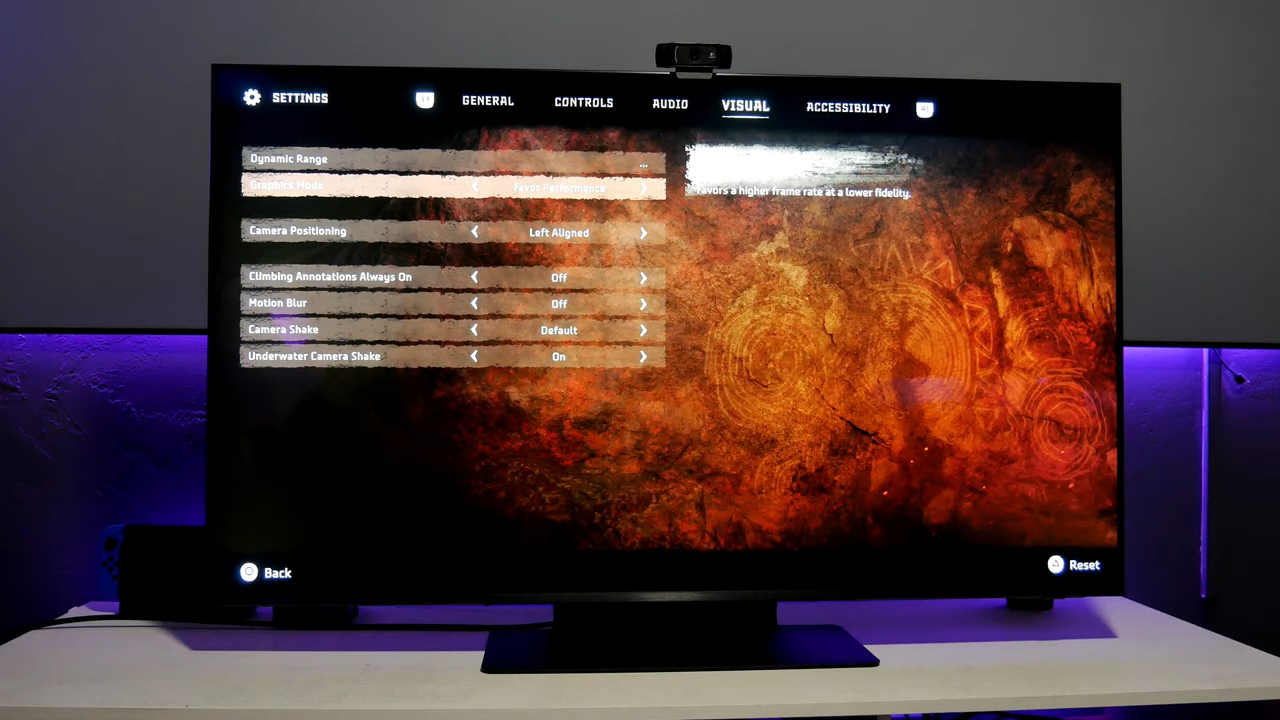 SETTINGS
GENERAL
CONTROLS
AUDIO
VISUAL
ACCESSIBILITY
Dynamic Range
...
Graphics Mode
Favor Performance
Favors a higher frame rate at a lower fidelity.
Camera Positioning
Left Aligned
Climbing Annotations Always On
Off
Motion Blur
Off
Camera Shake
Default
Underwater Camera Shake
On
Back
Reset